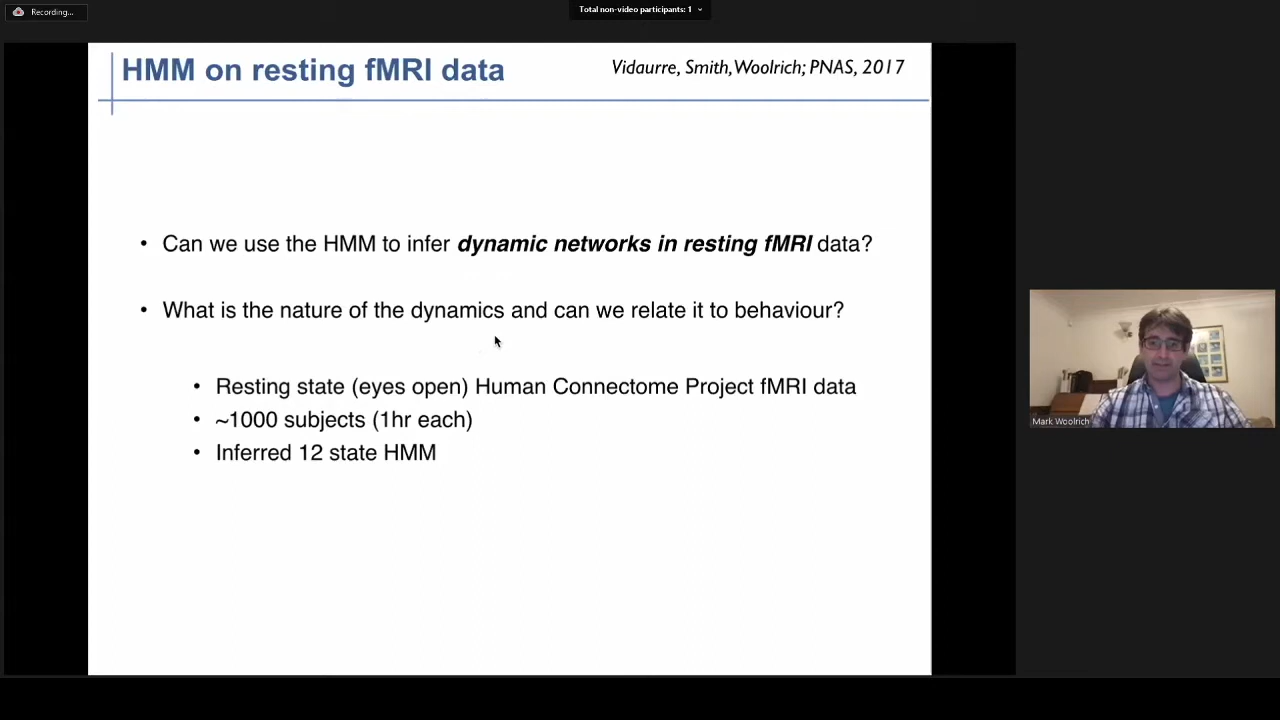 Recording...
Total non-video participants: 1
HMM on resting fMRI data
Vidaurre, Smith, Woolrich; PNAS, 2017
• Can we use the HMM to infer dynamic networks in resting fMRI data?
• What is the nature of the dynamics and can we relate it to behaviour?
• Resting state (eyes open) Human Connectome Project fMRI data
• ~1000 subjects (1hr each)
• Inferred 12 state HMM
Mark Woolrich